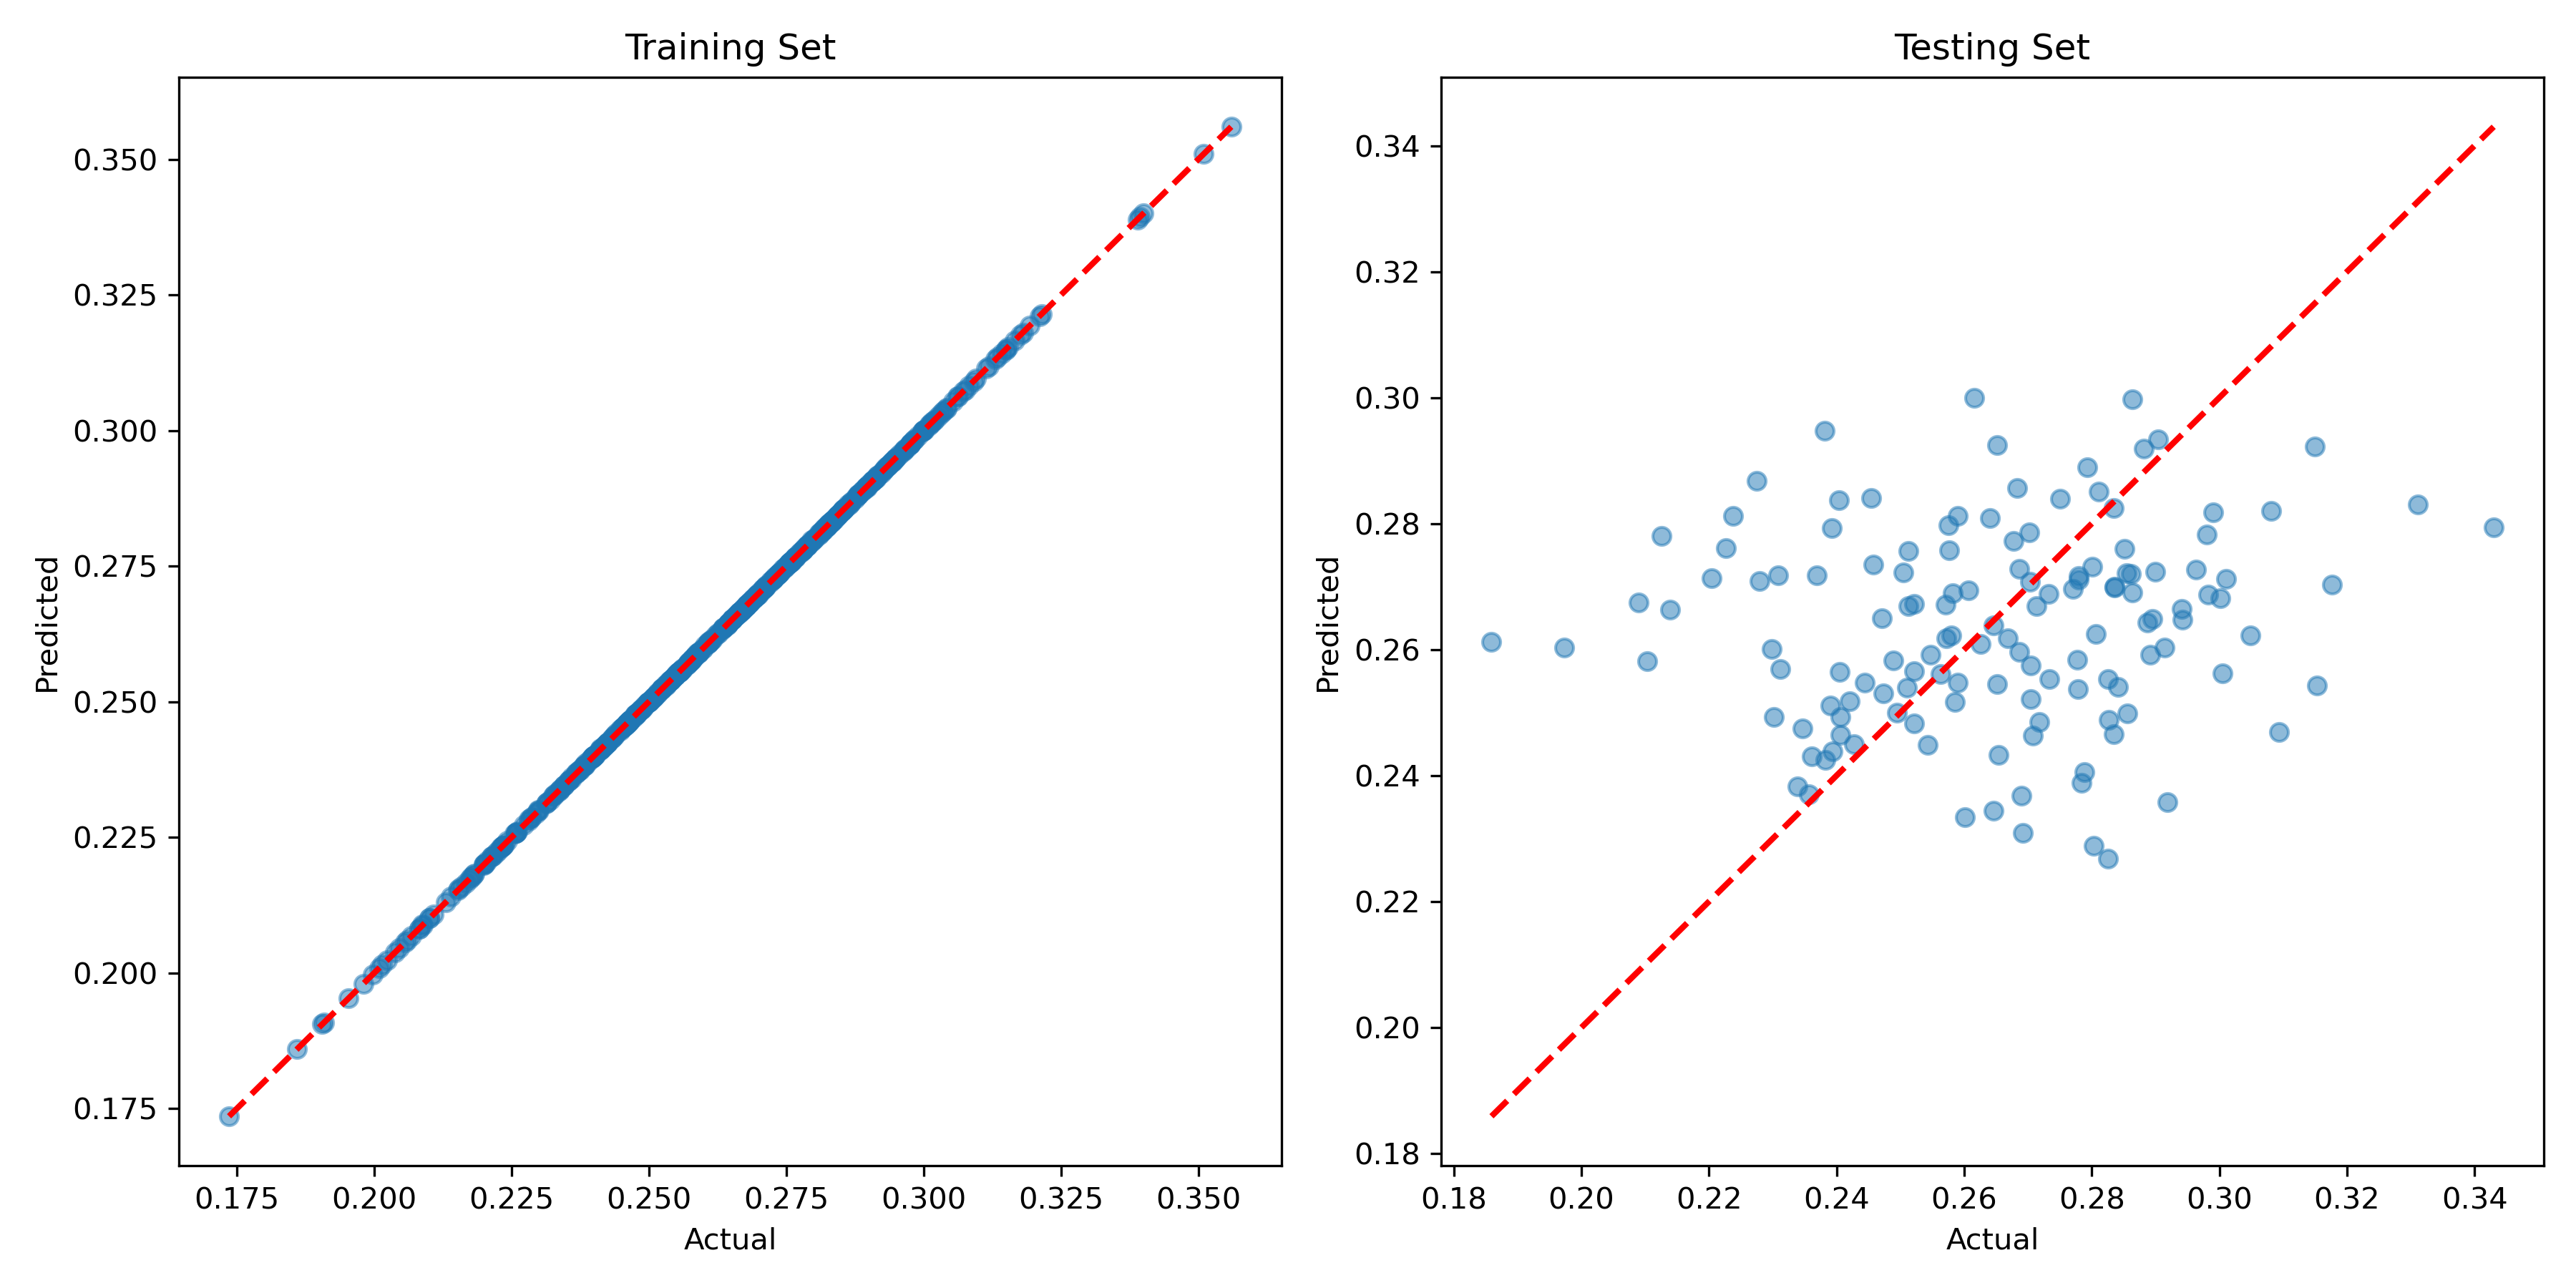 Training Set
Predicted
0.350
0.325
0.300
0.275
0.250
0.225
0.200
0.175
0.175 0.200 0.225 0.250 0.275 0.300 0.325 0.350
Actual
Testing Set
Predicted
0.34
0.32
0.30
0.28
0.26
0.24
0.22
0.20
0.18
0.18 0.20 0.22 0.24 0.26 0.28 0.30 0.32 0.34
Actual